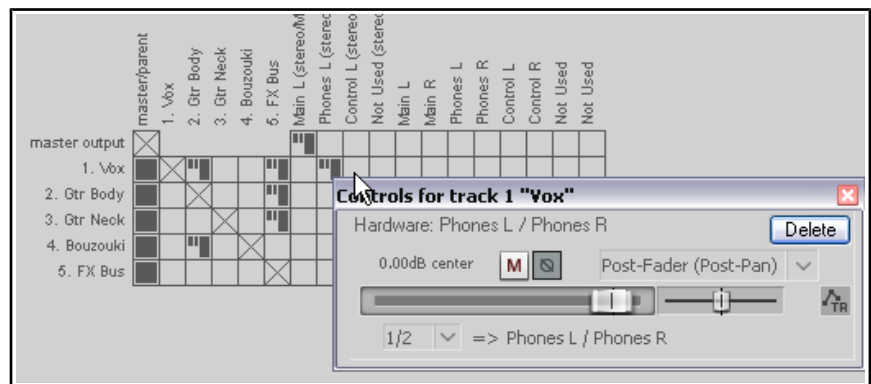 master/parent
1. Vox
2. Gtr Body
3. Gtr Neck
4. Bouzouki
5. FX Bus
Main L (stereo/M
Phones L (stereo
Control L (stereo
Not Used (stereo
Main L
Main R
Phones L
Phones R
Control L
Control R
Not Used
Not Used
master output
1. Vox
2. Gtr Body
3. Gtr Neck
4. Bouzouki
5. FX Bus
Controls for track 1 "Vox"
Hardware: Phones L / Phones R
Delete
0.00dB center
M
Post-Fader (Post-Pan)
TR
1/2
=> Phones L / Phones R